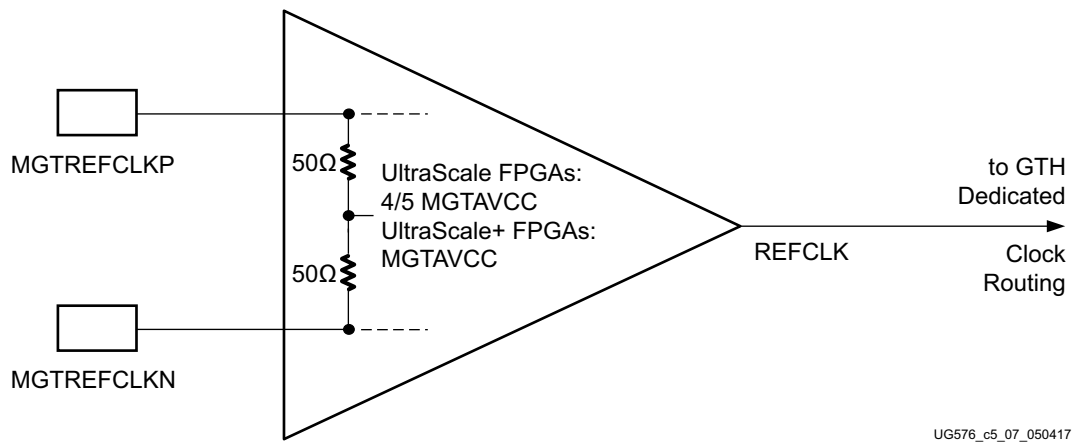 MGTREFCLKP
50Ω
UltraScale FPGAs:
4/5 MGTAVCC
UltraScale+ FPGAs:
MGTAVCC
50Ω
MGTREFCLKN
REFCLK
to GTH
Dedicated
Clock
Routing
UG576_c5_07_050417